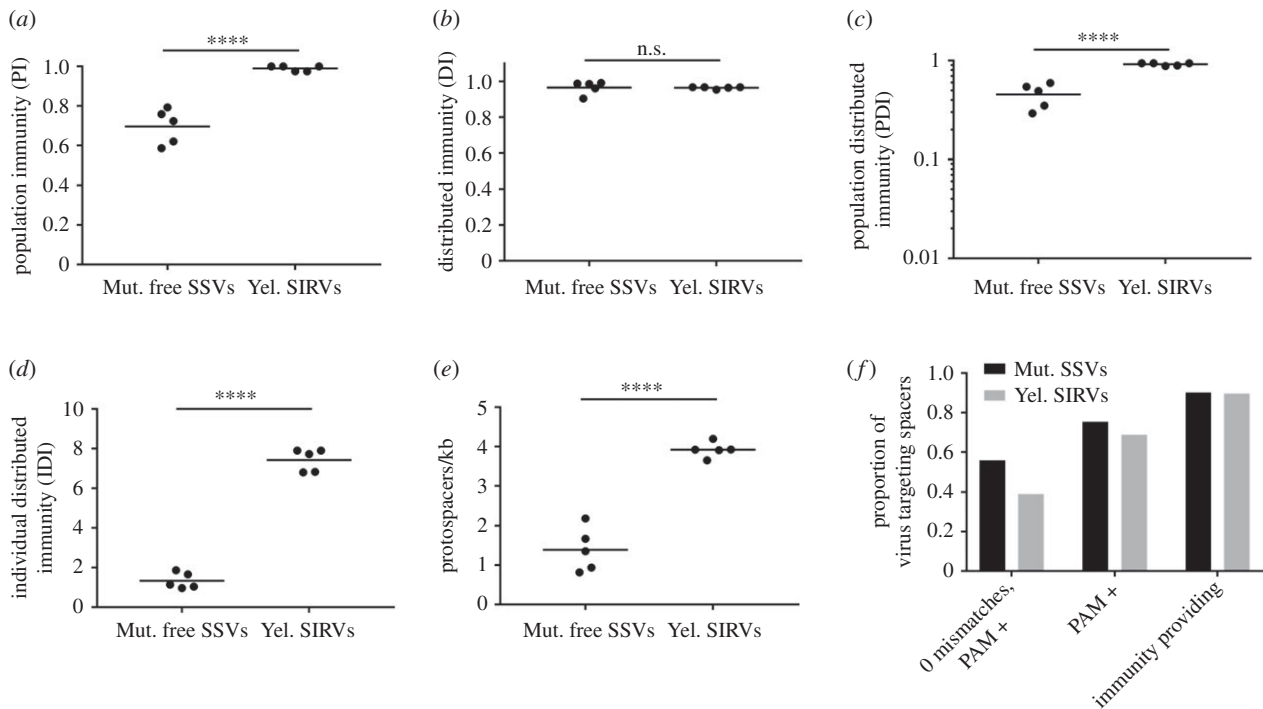 (a)
****
population immunity (PI)
1.0
0.8
0.6
0.4
0.2
0
Mut. free SSVs
Yel. SIRVs
(b)
n.s.
distributed immunity (DI)
1.0
0.8
0.6
0.4
0.2
0
Mut. free SSVs
Yel. SIRVs
(c)
****
population distributed
immunity (PDI)
1
0.1
0.01
Mut. free SSVs
Yel. SIRVs
(d)
****
individual distributed
immunity (IDI)
10
8
6
4
2
0
Mut. free SSVs
Yel. SIRVs
(e)
****
protospacers/kb
5
4
3
2
1
0
Mut. free SSVs
Yel. SIRVs
(f)
Mut. SSVs
Yel. SIRVs
proportion of
virus targeting spacers
1.0
0.8
0.6
0.4
0.2
0
0 mismatches,
PAM +
PAM +
immunity providing